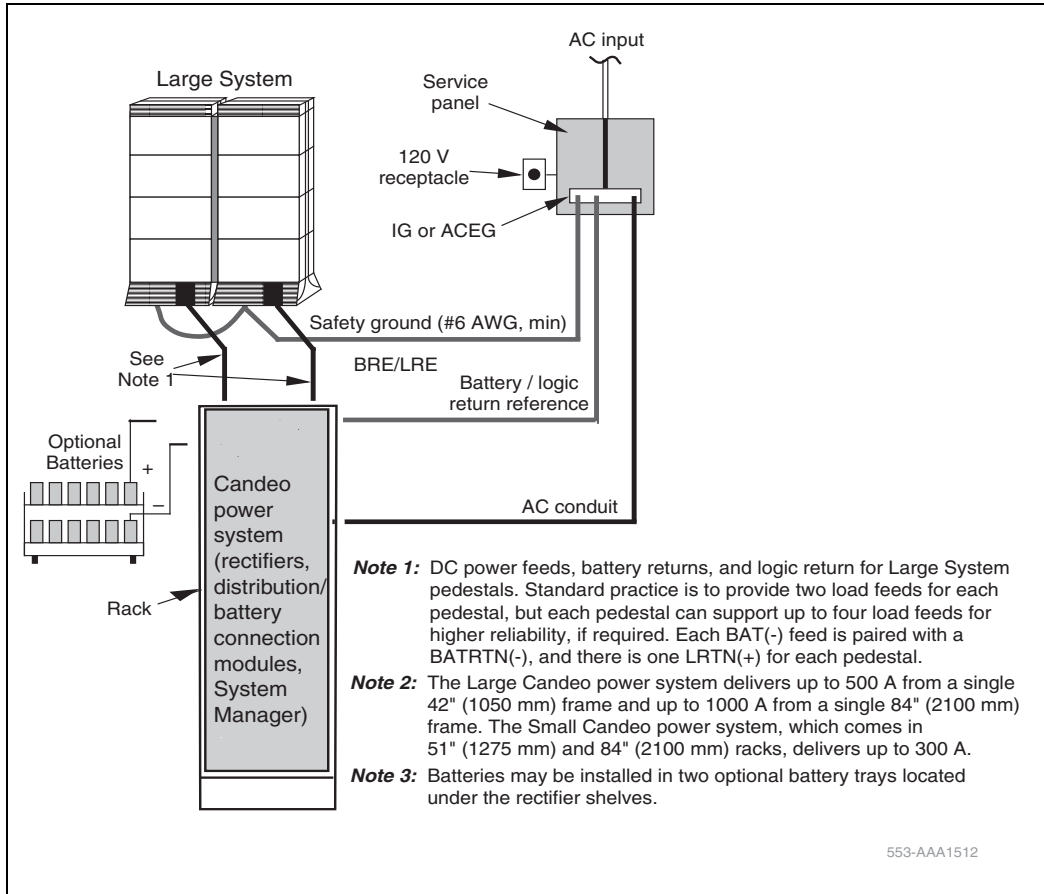 AC input
Large System
Service
panel
120 V
receptacle
IG or ACEG
Safety ground (#6 AWG, min)
See
Note 1
BRE/LRE
Battery / logic
return reference
Optional
Batteries
+
–
Candeo
power
system
(rectifiers,
distribution/
battery
connection
modules,
System
Manager)
AC conduit
Rack
Note 1: DC power feeds, battery returns, and logic return for Large System
pedestals. Standard practice is to provide two load feeds for each
pedestal, but each pedestal can support up to four load feeds for
higher reliability, if required. Each BAT(-) feed is paired with a
BATRTN(-), and there is one LRTN(+) for each pedestal.
Note 2: The Large Candeo power system delivers up to 500 A from a single
42" (1050 mm) frame and up to 1000 A from a single 84" (2100 mm)
frame. The Small Candeo power system, which comes in
51" (1275 mm) and 84" (2100 mm) racks, delivers up to 300 A.
Note 3: Batteries may be installed in two optional battery trays located
under the rectifier shelves.
553-AAA1512